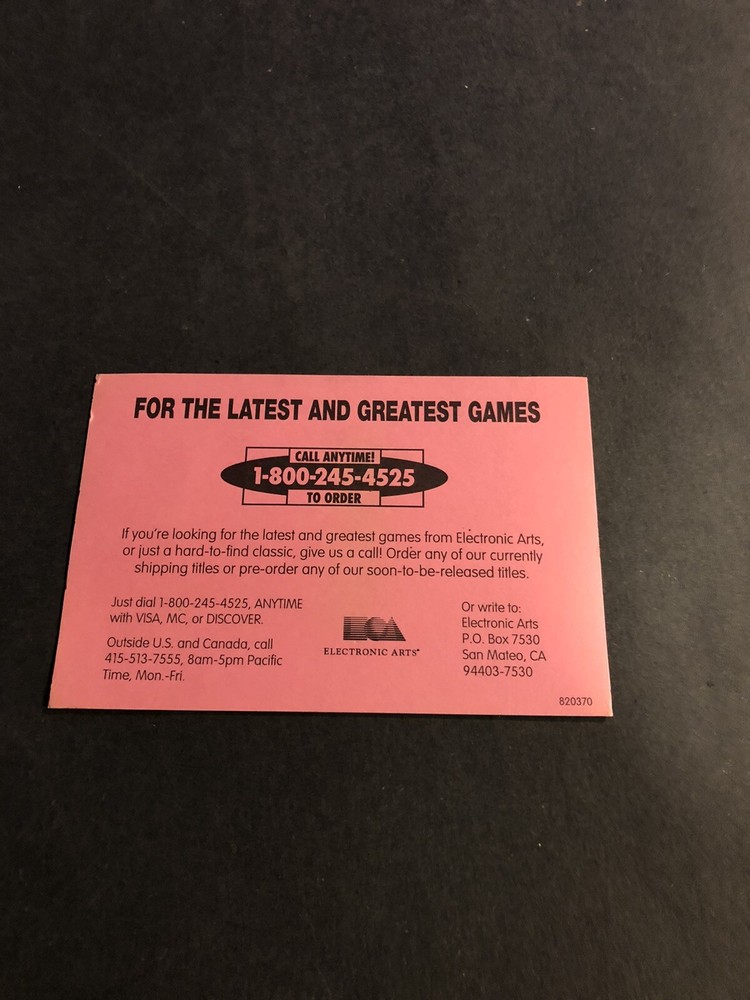 FOR THE LATEST AND GREATEST GAMES
CALL ANYTIME!
1-800-245-4525
TO ORDER
If you're looking for the latest and greatest games from Electronic Arts,
or just a hard-to-find classic, give us a call! Order any of our currently
shipping titles or pre-order any of our soon-to-be-released titles.
Just dial 1-800-245-4525, ANYTIME
with VISA, MC, or DISCOVER.
Outside U.S. and Canada, call
415-513-7555, 8am-5pm Pacific
Time, Mon.-Fri.
EOA
ELECTRONIC ARTS®
Or write to:
Electronic Arts
P.O. Box 7530
San Mateo, CA
94403-7530
820370